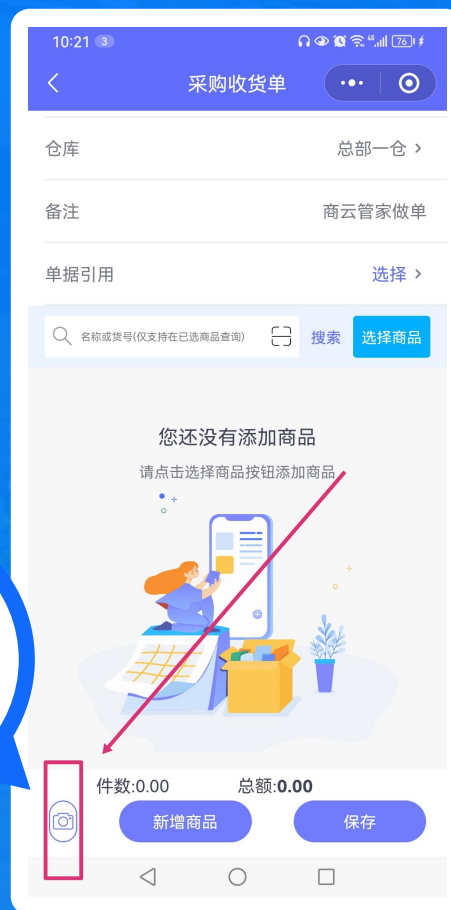 10:21 3 76
采购收货单
仓库 总部一仓 >
备注 商云管家做单
单据引用 选择 >
名称或货号(仅支持在已选商品查询) 搜索 选择商品
您还没有添加商品
请点击选择商品按钮添加商品
件数:0.00 总额:0.00
新增商品 保存